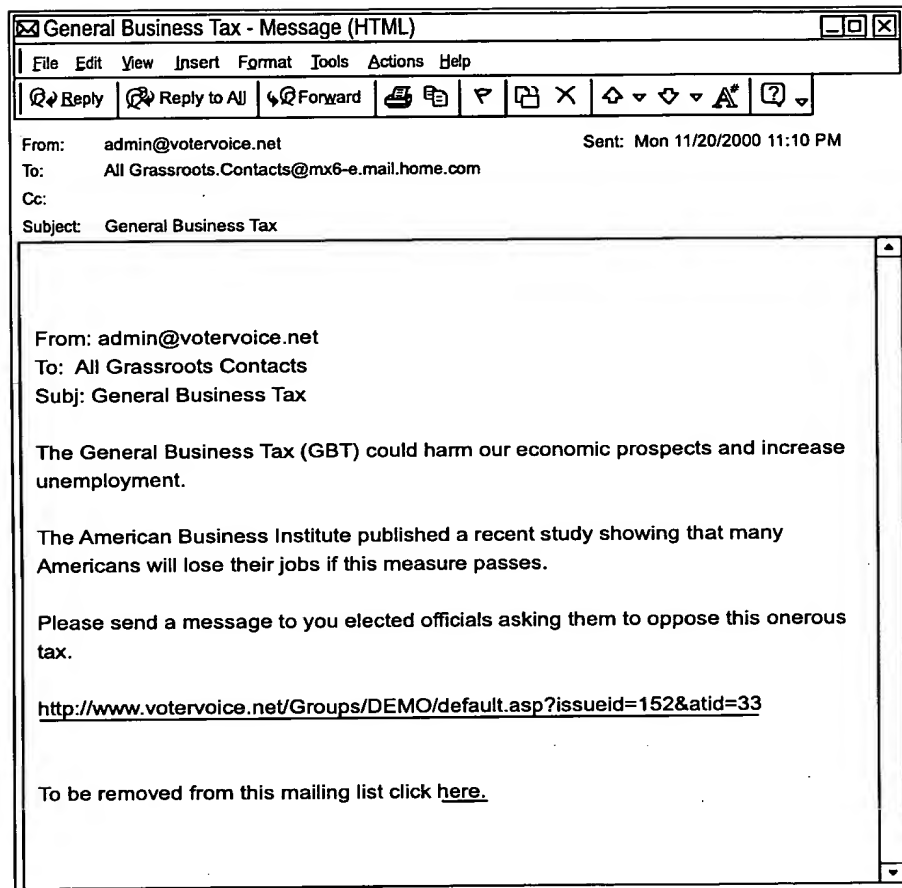 General Business Tax - Message (HTML)
File Edit View Insert Format Tools Actions Help
Reply Reply to All Forward
From: admin@votervoice.net Sent: Mon 11/20/2000 11:10 PM
To: All Grassroots.Contacts@mx6-e.mail.home.com
Cc:
Subject: General Business Tax
From: admin@votervoice.net
To: All Grassroots Contacts
Subj: General Business Tax
The General Business Tax (GBT) could harm our economic prospects and increase
unemployment.
The American Business Institute published a recent study showing that many
Americans will lose their jobs if this measure passes.
Please send a message to you elected officials asking them to oppose this onerous
tax.
http://www.votervoice.net/Groups/DEMO/default.asp?issueid=152&atid=33
To be removed from this mailing list click here.